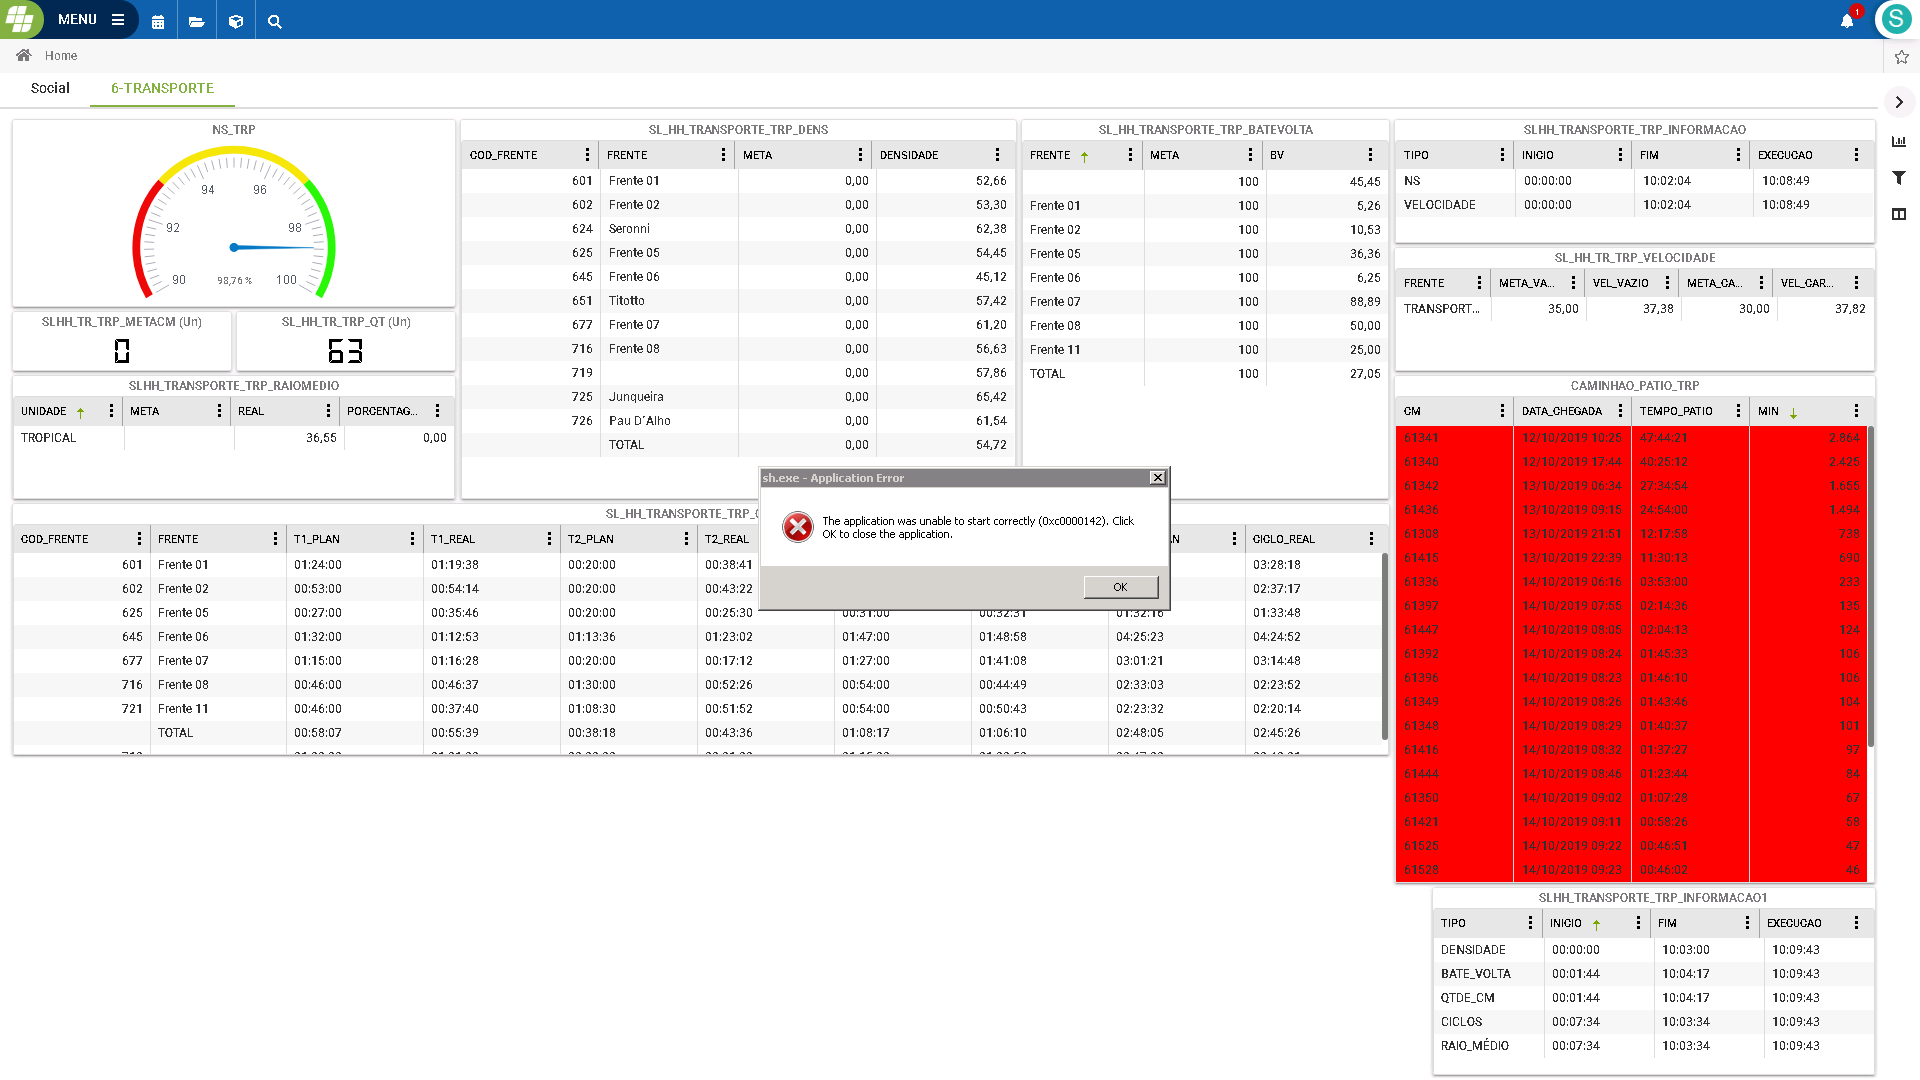 MENU
1
S
Home
Social 6-TRANSPORTE
NS_TRP
94 96
92 98
90 98,76 % 100
SLHH_TR_TRP_METACM (Un)
0
SL_HH_TR_TRP_QT (Un)
63
SLHH_TRANSPORTE_TRP_RAIOMEDIO
UNIDADE META REAL PORCENTAG...
TROPICAL 36,55 0,00
SL_HH_TRANSPORTE_TRP_DENS
COD_FRENTE FRENTE META DENSIDADE
601 Frente 01 0,00 52,66
602 Frente 02 0,00 53,30
624 Seronni 0,00 62,38
625 Frente 05 0,00 54,45
645 Frente 06 0,00 45,12
651 Titotto 0,00 57,42
677 Frente 07 0,00 61,20
716 Frente 08 0,00 56,63
719 0,00 57,86
725 Junqueira 0,00 65,42
726 Pau D´Alho 0,00 61,54
TOTAL 0,00 54,72
SL_HH_TRANSPORTE_TRP_BATEVOLTA
FRENTE META BV
100 45,45
Frente 01 100 5,26
Frente 02 100 10,53
Frente 05 100 36,36
Frente 06 100 6,25
Frente 07 100 88,89
Frente 08 100 50,00
Frente 11 100 25,00
TOTAL 100 27,05
SLHH_TRANSPORTE_TRP_INFORMACAO
TIPO INICIO FIM EXECUCAO
NS 00:00:00 10:02:04 10:08:49
VELOCIDADE 00:00:00 10:02:04 10:08:49
SL_HH_TR_TRP_VELOCIDADE
FRENTE META_VA... VEL_VAZIO META_CA... VEL_CAR...
TRANSPORT... 35,00 37,38 30,00 37,82
CAMINHAO_PATIO_TRP
CM DATA_CHEGADA TEMPO_PATIO MIN
61341 12/10/2019 10:25 47:44:21 2.864
61340 12/10/2019 17:44 40:25:12 2.425
61342 13/10/2019 06:34 27:34:54 1.655
61436 13/10/2019 09:15 24:54:00 1.494
61308 13/10/2019 21:51 12:17:58 738
61415 13/10/2019 22:39 11:30:13 690
61336 14/10/2019 06:16 03:53:00 233
61397 14/10/2019 07:55 02:14:36 135
61447 14/10/2019 08:05 02:04:13 124
61392 14/10/2019 08:24 01:45:33 106
61396 14/10/2019 08:23 01:46:10 106
61349 14/10/2019 08:26 01:43:46 104
61348 14/10/2019 08:29 01:40:37 101
61416 14/10/2019 08:32 01:37:27 97
61444 14/10/2019 08:46 01:23:44 84
61350 14/10/2019 09:02 01:07:28 67
61421 14/10/2019 09:11 00:58:26 58
61525 14/10/2019 09:22 00:46:51 47
61528 14/10/2019 09:23 00:46:02 46
SL_HH_TRANSPORTE_TRP_
COD_FRENTE FRENTE T1_PLAN T1_REAL T2_PLAN T2_REAL CICLO_REAL
601 Frente 01 01:24:00 01:19:38 00:20:00 00:38:41 03:28:18
602 Frente 02 00:53:00 00:54:14 00:20:00 00:43:22 02:37:17
625 Frente 05 00:27:00 00:35:46 00:20:00 00:25:30 00:31:00 00:32:31 01:32:16 01:33:48
645 Frente 06 01:32:00 01:12:53 01:13:36 01:23:02 01:47:00 01:48:58 04:25:23 04:24:52
677 Frente 07 01:15:00 01:16:28 00:20:00 00:17:12 01:27:00 01:41:08 03:01:21 03:14:48
716 Frente 08 00:46:00 00:46:37 01:30:00 00:52:26 00:54:00 00:44:49 02:33:03 02:23:52
721 Frente 11 00:46:00 00:37:40 01:08:30 00:51:52 00:54:00 00:50:43 02:23:32 02:20:14
TOTAL 00:58:07 00:55:39 00:38:18 00:43:36 01:08:17 01:06:10 02:48:05 02:45:26
sh.exe - Application Error
The application was unable to start correctly (0xc0000142). Click
OK to close the application.
OK
SLHH_TRANSPORTE_TRP_INFORMACAO1
TIPO INICIO FIM EXECUCAO
DENSIDADE 00:00:00 10:03:00 10:09:43
BATE_VOLTA 00:01:44 10:04:17 10:09:43
QTDE_CM 00:01:44 10:04:17 10:09:43
CICLOS 00:07:34 10:03:34 10:09:43
RAIO_MÉDIO 00:07:34 10:03:34 10:09:43